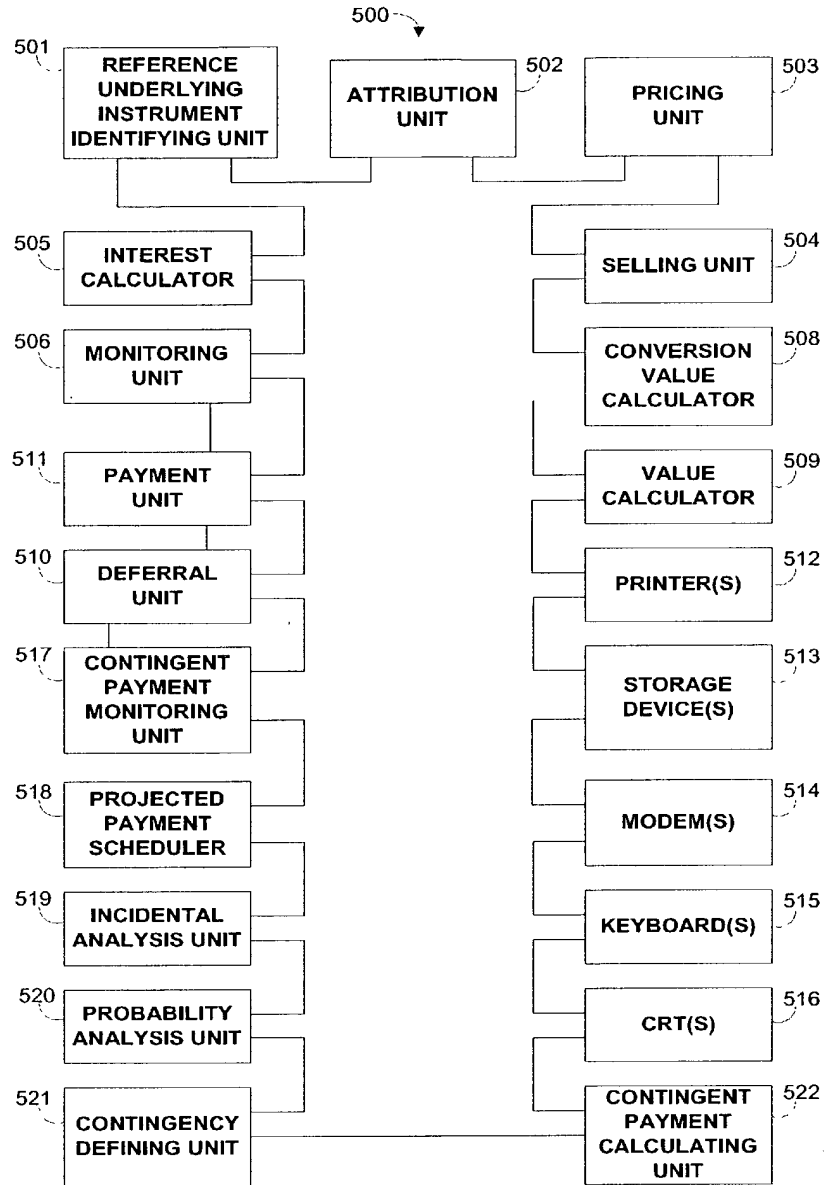 500
501
REFERENCE
UNDERLYING
INSTRUMENT
IDENTIFYING UNIT
502
ATTRIBUTION
UNIT
503
PRICING
UNIT
505
INTEREST
CALCULATOR
504
SELLING UNIT
506
MONITORING
UNIT
508
CONVERSION
VALUE
CALCULATOR
511
PAYMENT
UNIT
509
VALUE
CALCULATOR
510
DEFERRAL
UNIT
512
PRINTER(S)
517
CONTINGENT
PAYMENT
MONITORING
UNIT
513
STORAGE
DEVICE(S)
518
PROJECTED
PAYMENT
SCHEDULER
514
MODEM(S)
519
INCIDENTAL
ANALYSIS UNIT
515
KEYBOARD(S)
520
PROBABILITY
ANALYSIS UNIT
516
CRT(S)
521
CONTINGENCY
DEFINING UNIT
522
CONTINGENT
PAYMENT
CALCULATING
UNIT